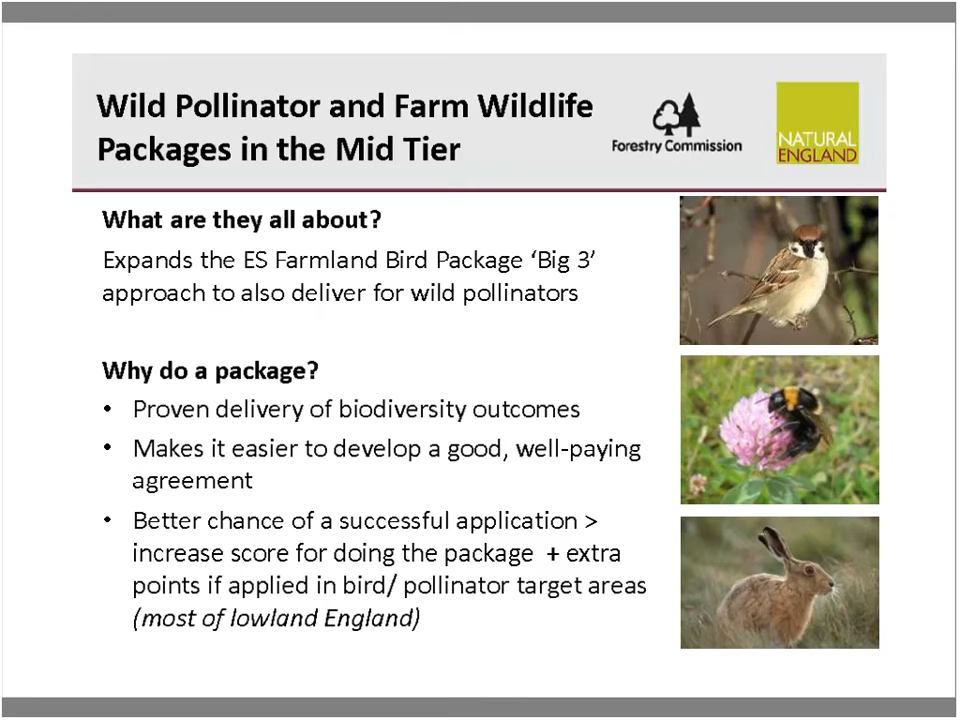 Wild Pollinator and Farm Wildlife
Packages in the Mid Tier
Forestry Commission
NATURAL
ENGLAND
What are they all about?
Expands the ES Farmland Bird Package ‘Big 3’
approach to also deliver for wild pollinators
Why do a package?
• Proven delivery of biodiversity outcomes
• Makes it easier to develop a good, well-paying
agreement
• Better chance of a successful application >
increase score for doing the package + extra
points if applied in bird/ pollinator target areas
(most of lowland England)